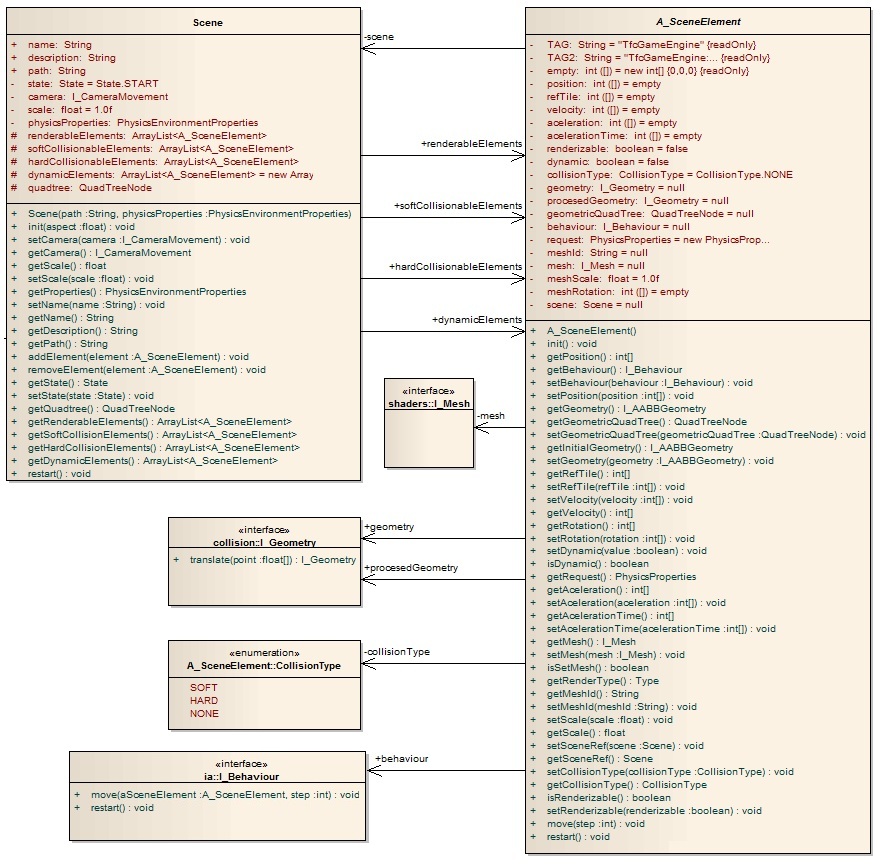 Scene
+ name: String
+ description: String
+ path: String
- state: State = State.START
- camera: I_CameraMovement
- scale: float = 1.0f
- physicsProperties: PhysicsEnvironmentProperties
# renderableElements: ArrayList<A_SceneElement>
# softCollisionableElements: ArrayList<A_SceneElement>
# hardCollisionableElements: ArrayList<A_SceneElement>
# dynamicElements: ArrayList<A_SceneElement> = new Array
# quadtree: QuadTreeNode
+ Scene(path :String, physicsProperties :PhysicsEnvironmentProperties)
+ init(aspect :float) : void
+ setCamera(camera :I_CameraMovement) : void
+ getCamera() : I_CameraMovement
+ getScale() : float
+ setScale(scale :float) : void
+ getProperties() : PhysicsEnvironmentProperties
+ setName(name :String) : void
+ getName() : String
+ getDescription() : String
+ getPath() : String
+ addElement(element :A_SceneElement) : void
+ removeElement(element :A_SceneElement) : void
+ getState() : State
+ setState(state :State) : void
+ getQuadtree() : QuadTreeNode
+ getRenderableElements() : ArrayList<A_SceneElement>
+ getSoftCollisionElements() : ArrayList<A_SceneElement>
+ getHardCollisionElements() : ArrayList<A_SceneElement>
+ getDynamicElements() : ArrayList<A_SceneElement>
+ restart() : void
-scene
+renderableElements
+softCollisionableElements
+hardCollisionableElements
+dynamicElements
«interface»
shaders::I_Mesh
-mesh
«interface»
collision::I_Geometry
+ translate(point :float[]) : I_Geometry
+geometry
+procesedGeometry
«enumeration»
A_SceneElement::CollisionType
SOFT
HARD
NONE
-collisionType
«interface»
ia::I_Behaviour
+ move(aSceneElement :A_SceneElement, step :int) : void
+ restart() : void
+behaviour
A_SceneElement
- TAG: String = "TfcGameEngine" {readOnly}
- TAG2: String = "TfcGameEngine:... {readOnly}
- empty: int ([]) = new int[] {0,0,0} {readOnly}
- position: int ([]) = empty
- refTile: int ([]) = empty
- velocity: int ([]) = empty
- aceleration: int ([]) = empty
- acelerationTime: int ([]) = empty
- renderizable: boolean = false
- dynamic: boolean = false
- collisionType: CollisionType = CollisionType.NONE
- geometry: I_Geometry = null
- procesedGeometry: I_Geometry = null
- geometricQuadTree: QuadTreeNode = null
- behaviour: I_Behaviour = null
- request: PhysicsProperties = new PhysicsProp...
- meshId: String = null
- mesh: I_Mesh = null
- meshScale: float = 1.0f
- meshRotation: int ([]) = empty
- scene: Scene = null
+ A_SceneElement()
+ init() : void
+ getPosition() : int[]
+ getBehaviour() : I_Behaviour
+ setBehaviour(behaviour :I_Behaviour) : void
+ setPosition(position :int[]) : void
+ getGeometry() : I_AABBGeometry
+ getGeometricQuadTree() : QuadTreeNode
+ setGeometricQuadTree(geometricQuadTree :QuadTreeNode) : void
+ getInitialGeometry() : I_AABBGeometry
+ setGeometry(geometry :I_AABBGeometry) : void
+ getRefTile() : int[]
+ setRefTile(refTile :int[]) : void
+ setVelocity(velocity :int[]) : void
+ getVelocity() : int[]
+ getRotation() : int[]
+ setRotation(rotation :int[]) : void
+ setDynamic(value :boolean) : void
+ isDynamic() : boolean
+ getRequest() : PhysicsProperties
+ getAceleration() : int[]
+ setAceleration(aceleration :int[]) : void
+ getAcelerationTime() : int[]
+ setAcelerationTime(acelerationTime :int[]) : void
+ getMesh() : I_Mesh
+ setMesh(mesh :I_Mesh) : void
+ isSetMesh() : boolean
+ getRenderType() : Type
+ getMeshId() : String
+ setMeshId(meshId :String) : void
+ setScale(scale :float) : void
+ getScale() : float
+ setSceneRef(scene :Scene) : void
+ getSceneRef() : Scene
+ setCollisionType(collisionType :CollisionType) : void
+ getCollisionType() : CollisionType
+ isRenderizable() : boolean
+ setRenderizable(renderizable :boolean) : void
+ move(step :int) : void
+ restart() : void